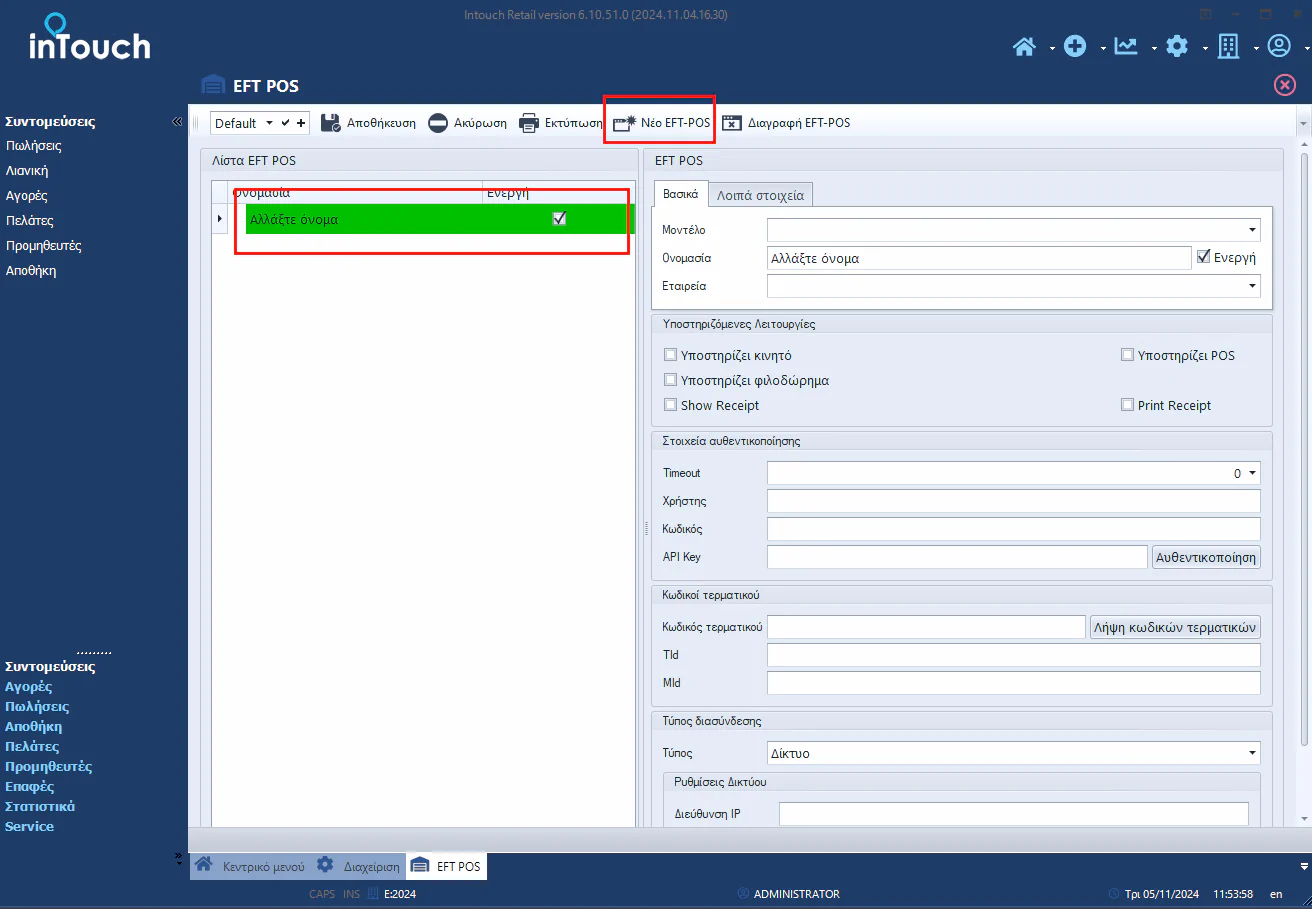 Intouch Retail version 6.10.51.0 (2024.11.04.16.30)
inTouch
EFT POS
Συντομεύσεις
Πωλήσεις
Λιανική
Αγορές
Πελάτες
Προμηθευτές
Αποθήκη
Default
Αποθήκευση
Ακύρωση
Εκτύπωση
Νέο EFT-POS
Διαγραφή EFT-POS
Λίστα EFT POS
Ονομασία Ενεργή
Αλλάξτε όνομα
EFT POS
Βασικά Λοιπά στοιχεία
Μοντέλο
Ονομασία Αλλάξτε όνομα Ενεργή
Εταιρεία
Υποστηριζόμενες Λειτουργίες
Υποστηρίζει κινητό Υποστηρίζει POS
Υποστηρίζει φιλοδώρημα
Show Receipt Print Receipt
Στοιχεία αυθεντικοποίησης
Timeout 0
Χρήστης
Κωδικός
API Key Αυθεντικοποίηση
Κωδικοί τερματικού
Κωδικός τερματικού Λήψη κωδικών τερματικών
TId
MId
Τύπος διασύνδεσης
Τύπος Δίκτυο
Ρυθμίσεις Δικτύου
Διεύθυνση IP
Συντομεύσεις
Αγορές
Πωλήσεις
Αποθήκη
Πελάτες
Προμηθευτές
Επαφές
Στατιστικά
Service
Κεντρικό μενού Διαχείριση EFT POS
CAPS INS E:2024 ADMINISTRATOR Τρι 05/11/2024 11:53:58 en